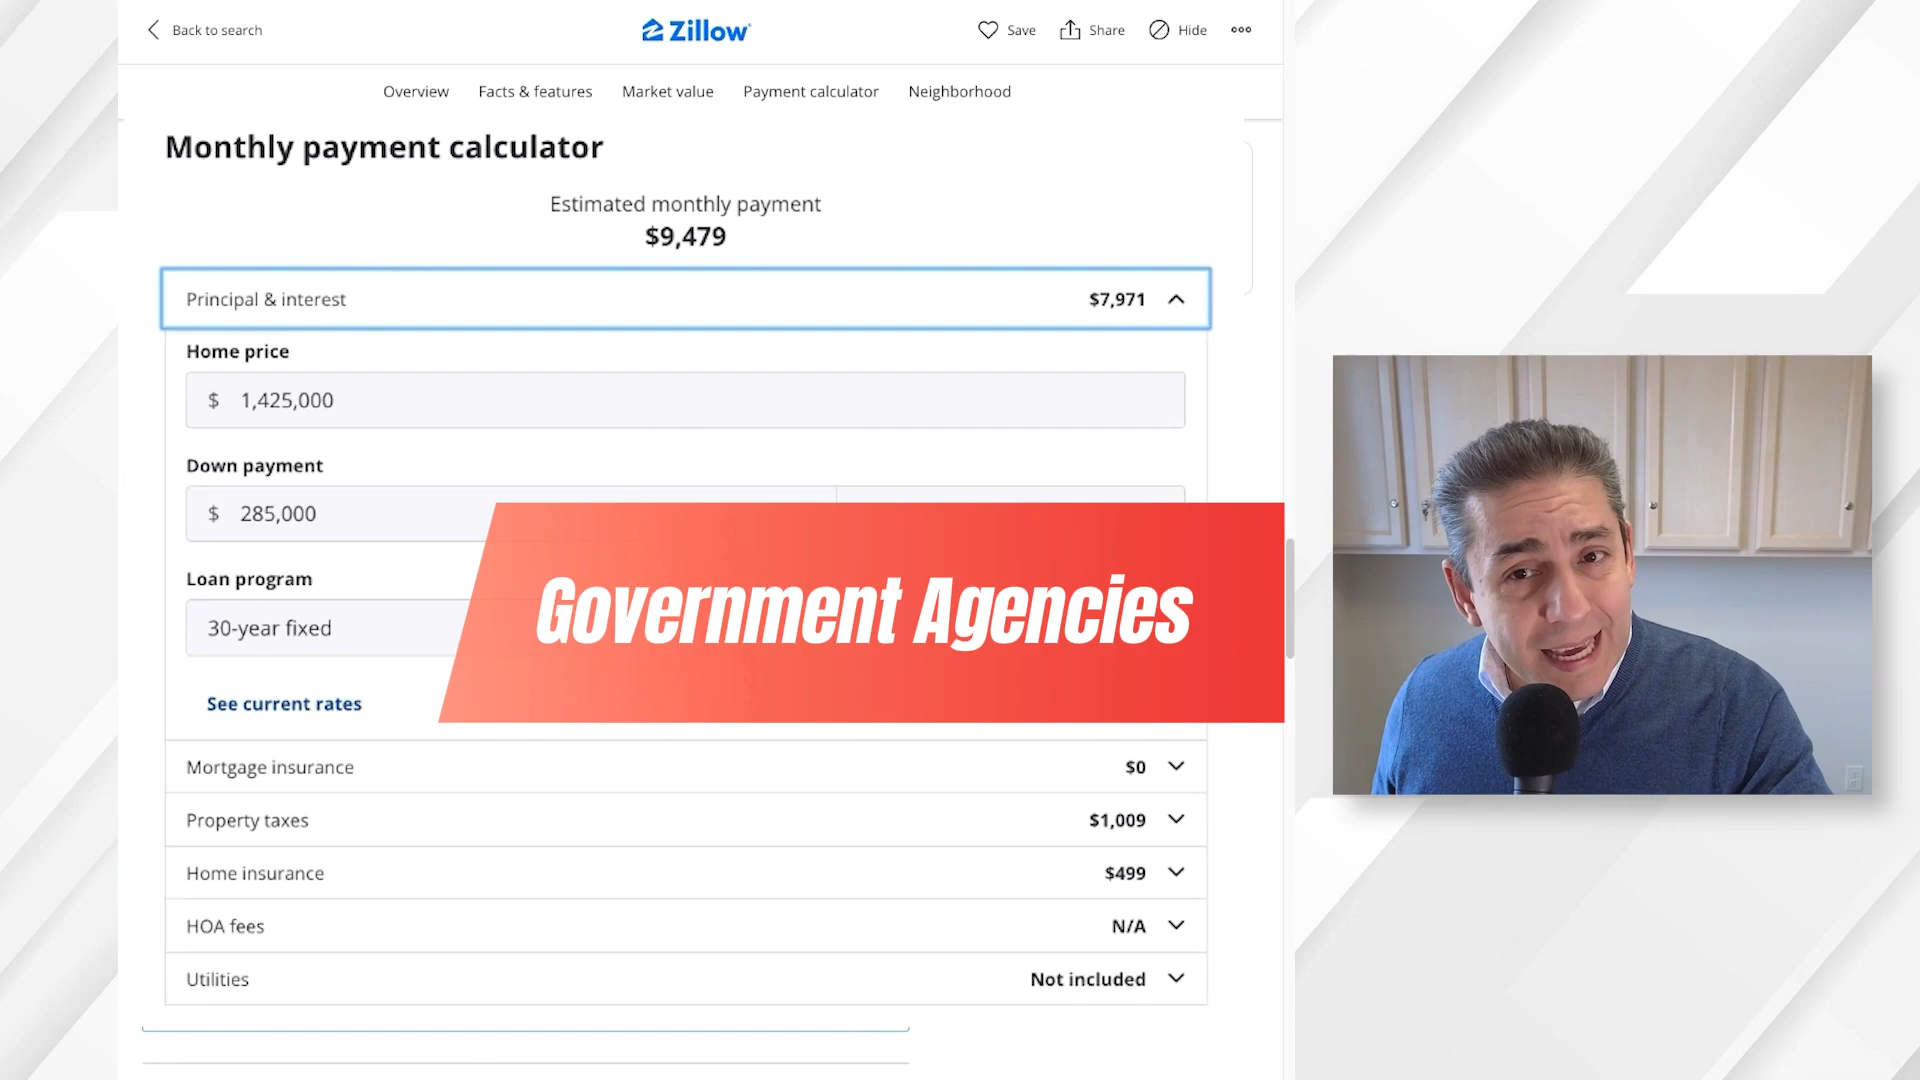 Back to search
Zillow
Save
Share
Hide
Overview
Facts & features
Market value
Payment calculator
Neighborhood
Monthly payment calculator
Estimated monthly payment
$9,479
Principal & interest
$7,971
Home price
$ 1,425,000
Down payment
$ 285,000
Loan program
30-year fixed
Government Agencies
See current rates
Mortgage insurance
$0
Property taxes
$1,009
Home insurance
$499
HOA fees
N/A
Utilities
Not included